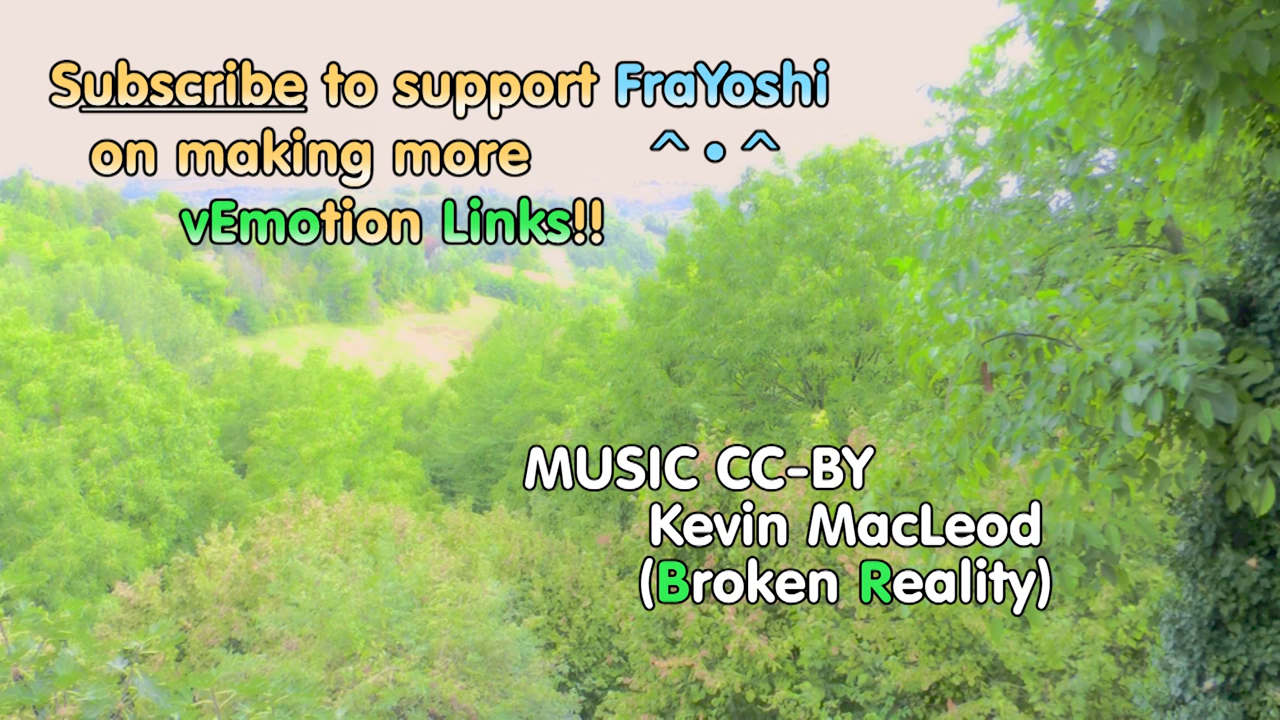 Subscribe to support FraYoshi
on making more ^ • ^
vEmotion Links!!
MUSIC CC-BY
Kevin MacLeod
(Broken Reality)